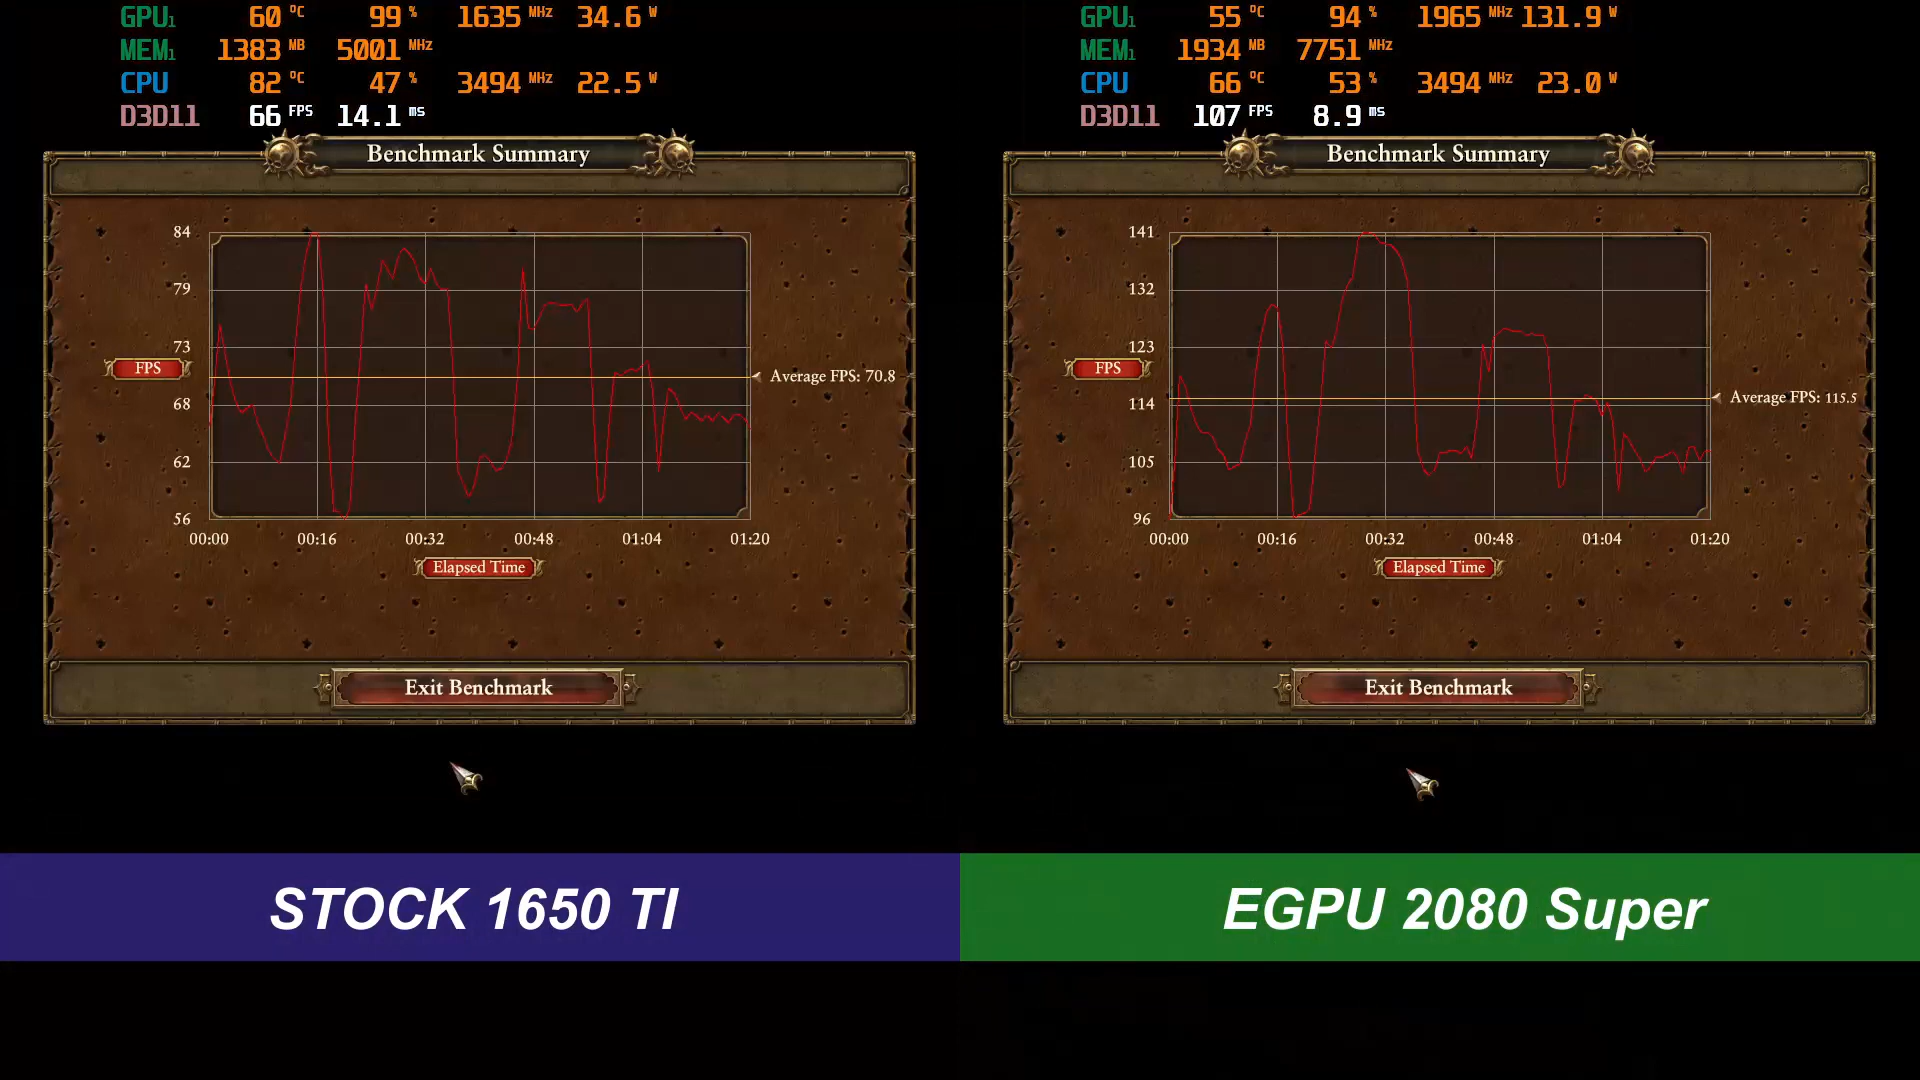 GPU1 60 °C 99 % 1635 MHz 34.6 W
MEM1 1383 MB 5001 MHz
CPU 82 °C 47 % 3494 MHz 22.5 W
D3D11 66 FPS 14.1 ms
Benchmark Summary
84
79
73
68
62
56
FPS
Average FPS: 70.8
00:00 00:16 00:32 00:48 01:04 01:20
Elapsed Time
Exit Benchmark
STOCK 1650 TI
GPU1 55 °C 94 % 1965 MHz 131.9 W
MEM1 1934 MB 7751 MHz
CPU 66 °C 53 % 3494 MHz 23.0 W
D3D11 107 FPS 8.9 ms
Benchmark Summary
141
132
123
114
105
96
FPS
Average FPS: 115.5
00:00 00:16 00:32 00:48 01:04 01:20
Elapsed Time
Exit Benchmark
EGPU 2080 Super